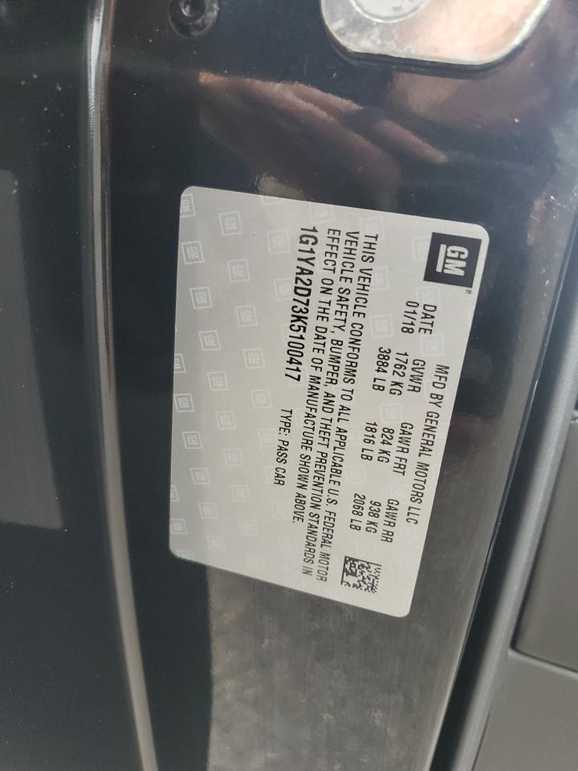 GM
MFD BY GENERAL MOTORS LLC
DATE GVWR GAWR FRT GAWR RR
01/18 1762 KG 824 KG 938 KG
3884 LB 1816 LB 2068 LB
THIS VEHICLE CONFORMS TO ALL APPLICABLE U.S. FEDERAL MOTOR
VEHICLE SAFETY, BUMPER, AND THEFT PREVENTION STANDARDS IN
EFFECT ON THE DATE OF MANUFACTURE SHOWN ABOVE.
1G1YA2D73K5100417 TYPE: PASS CAR